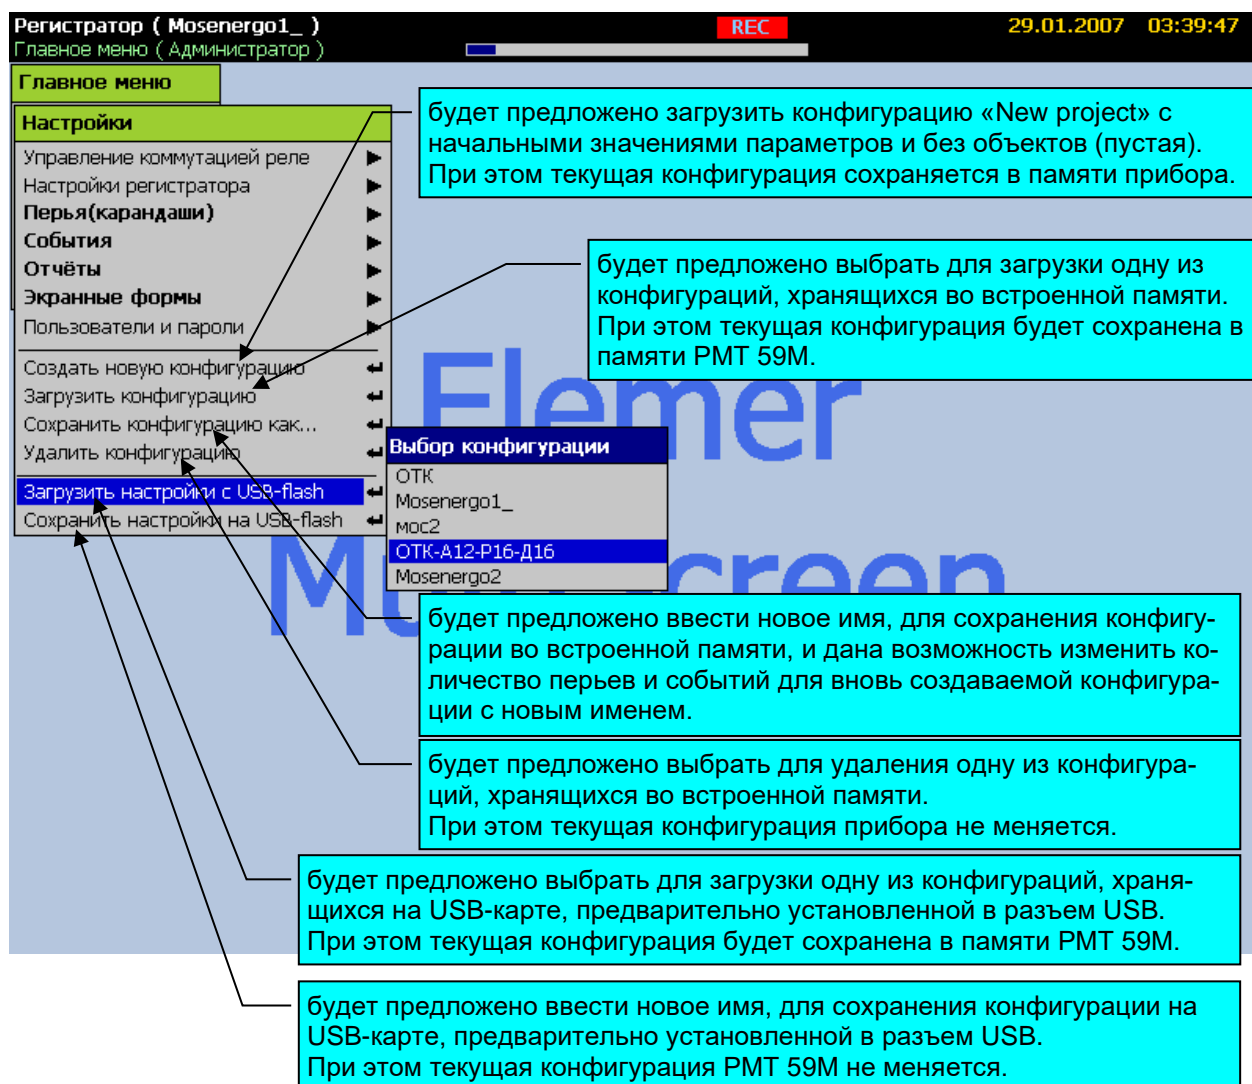 Регистратор ( Mosenergo1_ )
REC
29.01.2007 03:39:47
Главное меню ( Администратор )
Главное меню
Настройки
Управление коммутацией реле
Настройки регистратора
Перья(карандаши)
События
Отчёты
Экранные формы
Пользователи и пароли
Создать новую конфигурацию
Загрузить конфигурацию
Сохранить конфигурацию как...
Удалить конфигурацию
Загрузить настройки с USB-flash
Сохранить настройки на USB-flash
будет предложено загрузить конфигурацию «New project» с
начальными значениями параметров и без объектов (пустая).
При этом текущая конфигурация сохраняется в памяти прибора.
будет предложено выбрать для загрузки одну из
конфигураций, хранящихся во встроенной памяти.
При этом текущая конфигурация будет сохранена в
памяти РМТ 59М.
Elemer
Выбор конфигурации
ОТК
Mosenergo1_
мос2
ОТК-А12-Р16-Д16
Mosenergo2
будет предложено ввести новое имя, для сохранения конфигу-
рации во встроенной памяти, и дана возможность изменить ко-
личество перьев и событий для вновь создаваемой конфигура-
ции с новым именем.
будет предложено выбрать для удаления одну из конфигура-
ций, хранящихся во встроенной памяти.
При этом текущая конфигурация прибора не меняется.
будет предложено выбрать для загрузки одну из конфигураций, храня-
щихся на USB-карте, предварительно установленной в разъем USB.
При этом текущая конфигурация будет сохранена в памяти РМТ 59М.
будет предложено ввести новое имя, для сохранения конфигурации на
USB-карте, предварительно установленной в разъем USB.
При этом текущая конфигурация РМТ 59М не меняется.